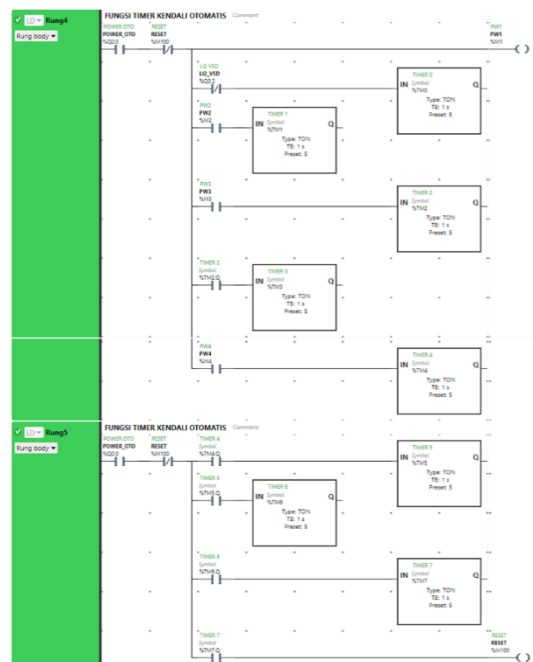 FUNGSI TIMER KENDALI OTOMATIS Comment
LD Rung4
Rung body
POWER OTO
POWER_OTO
%Q0.0
RESET
RESET
%M100
PW1
PW1
%M1
LI2 VSD
LI2_VSD
%Q0.2
TIMER 0
IN Symbol Q
%TM0
Type: TON
TB: 1 s
Preset: 5
PW2
%M2
TIMER 1
IN Symbol Q
%TM1
Type: TON
TB: 1 s
Preset: 5
PW3
PW3
%M3
TIMER 2
IN Symbol Q
%TM2
Type: TON
TB: 1 s
Preset: 5
TIMER 2
Symbol
%TM2.Q
TIMER 3
IN Symbol Q
%TM3
Type: TON
TB: 1 s
Preset: 5
PW4
PW4
%M4
TIMER 4
IN Symbol Q
%TM4
Type: TON
TB: 1 s
Preset: 5
FUNGSI TIMER KENDALI OTOMATIS Comment
LD Rung5
Rung body
POWER OTO
POWER_OTO
%Q0.0
RESET
RESET
%M100
TIMER 4
Symbol
%TM4.Q
TIMER 5
IN Symbol Q
%TM5
Type: TON
TB: 1 s
Preset: 5
TIMER 5
Symbol
%TM5.Q
TIMER 6
IN Symbol Q
%TM6
Type: TON
TB: 1 s
Preset: 5
TIMER 6
Symbol
%TM6.Q
TIMER 7
IN Symbol Q
%TM7
Type: TON
TB: 1 s
Preset: 5
TIMER 7
Symbol
%TM7.Q
RESET
RESET
%M100